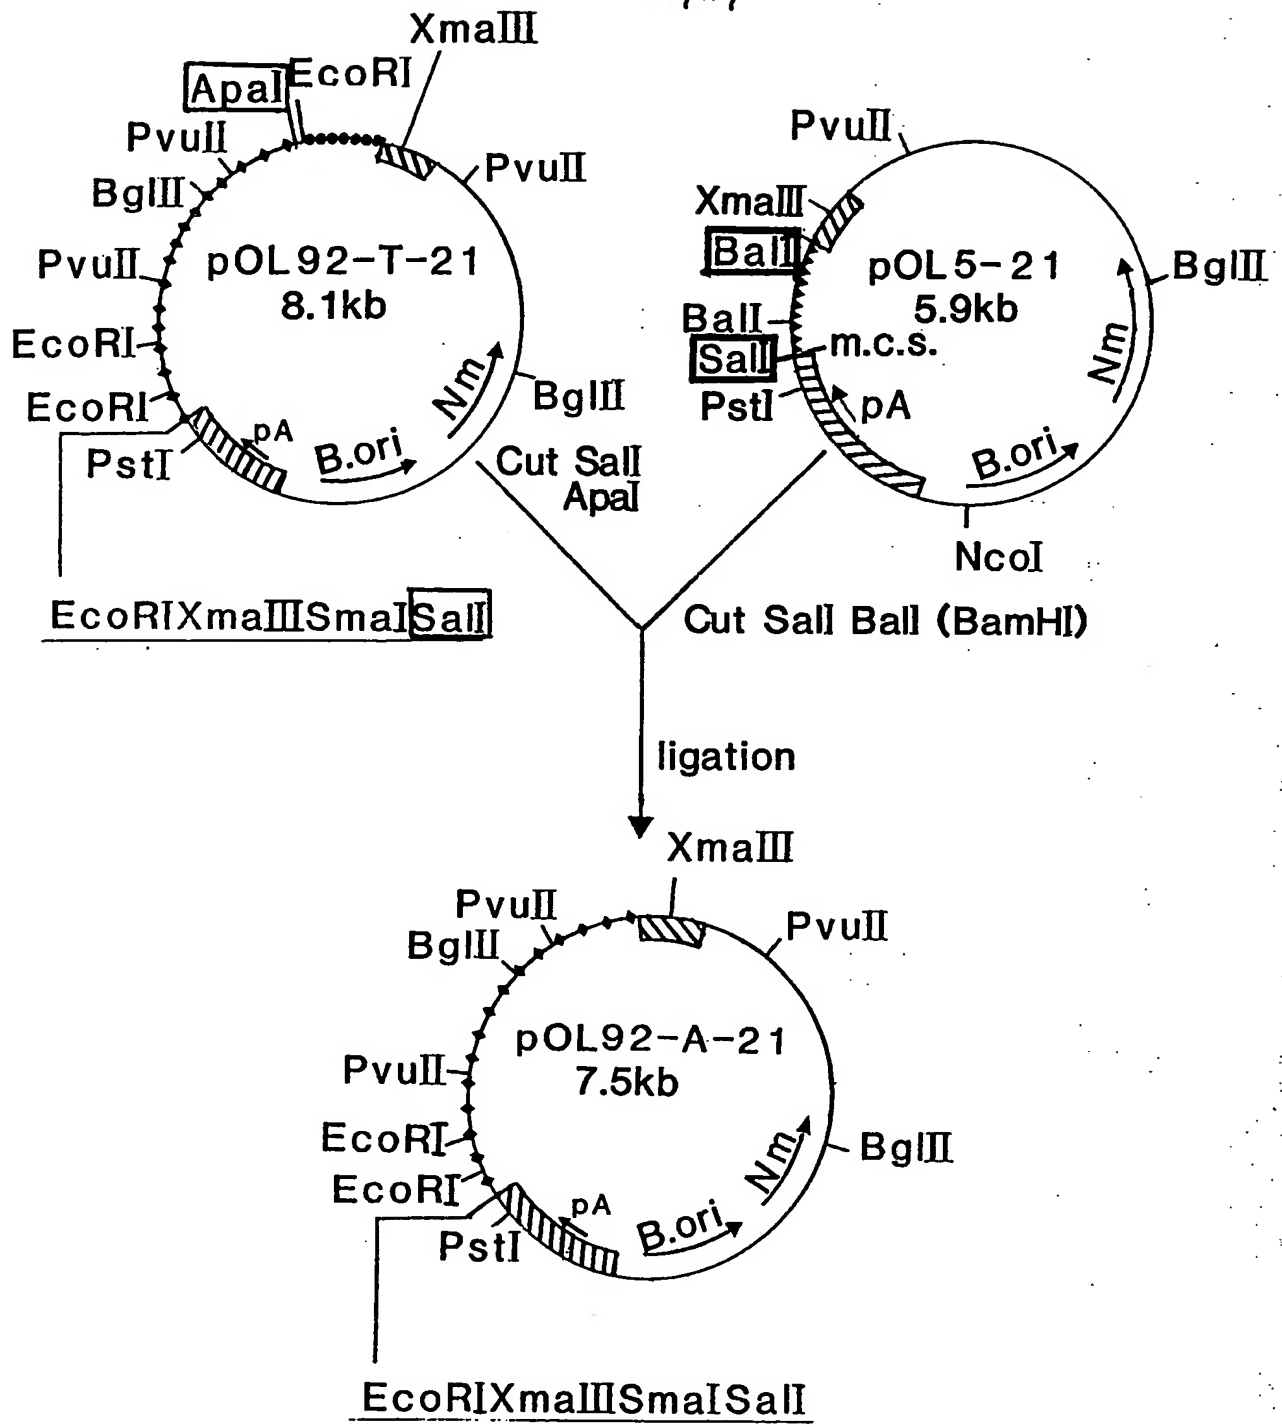 XmaIII
ApaI
EcoRI
PvuII
BglII
PvuII
EcoRI
EcoRI
PstI
PvuII
pOL92-T-21
8.1kb
Nm
BglII
pA
B.ori
Cut SalI
ApaI
EcoRIXmaIIISmaISalI
PvuII
XmaIII
BalI
BalI
SalI
m.c.s.
PstI
pOL5-21
5.9kb
BglII
Nm
pA
B.ori
NcoI
Cut SalI BalI (BamHI)
ligation
XmaIII
PvuII
BglII
PvuII
EcoRI
EcoRI
PstI
PvuII
pOL92-A-21
7.5kb
Nm
BglII
pA
B.ori
EcoRIXmaIIISmaISalI